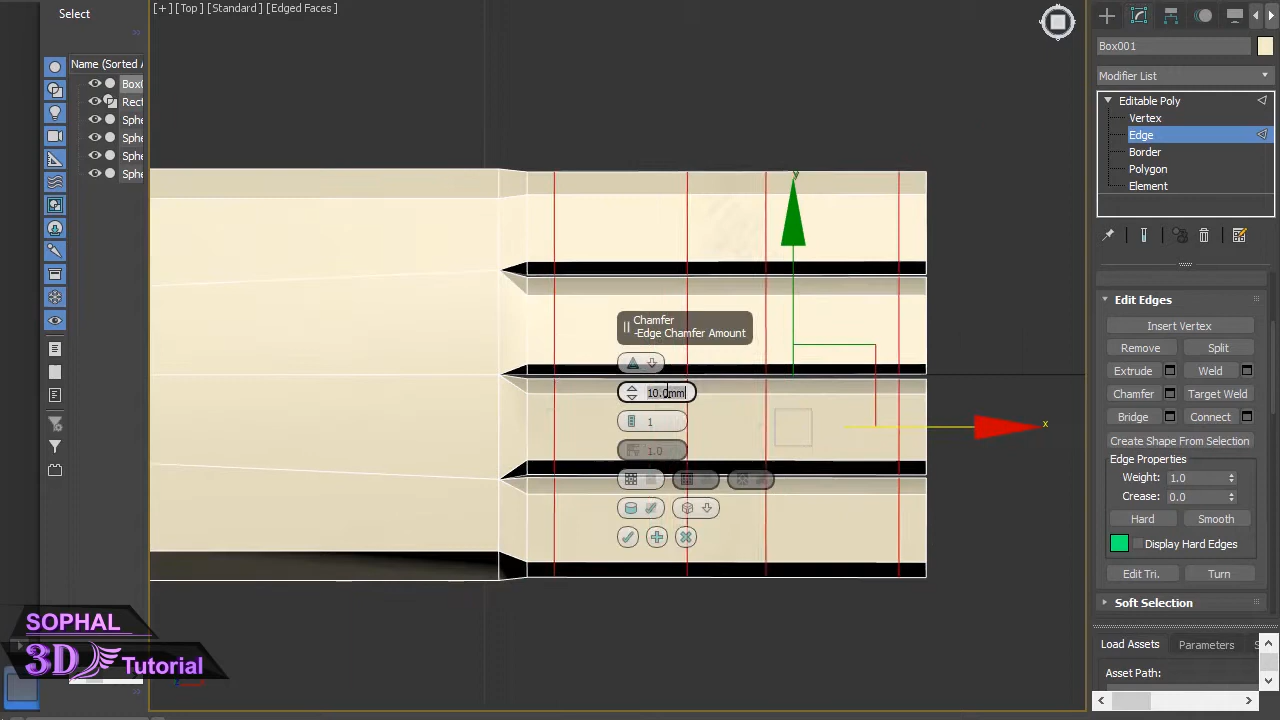 Select
[+] [Top] [Standard] [Edged Faces]
Name (Sorted A
Box0
Rect
Sphe
Sphe
Sphe
Sphe
Chamfer
-Edge Chamfer Amount
10.0mm
1
1.0
y
x
Box001
Modifier List
Editable Poly
Vertex
Edge
Border
Polygon
Element
Edit Edges
Insert Vertex
Remove Split
Extrude Weld
Chamfer Target Weld
Bridge Connect
Create Shape From Selection
Edge Properties
Weight: 1.0
Crease: 0.0
Hard Smooth
Display Hard Edges
Edit Tri. Turn
Soft Selection
Load Assets Parameters S
Asset Path:
SOPHAL
3D Tutorial